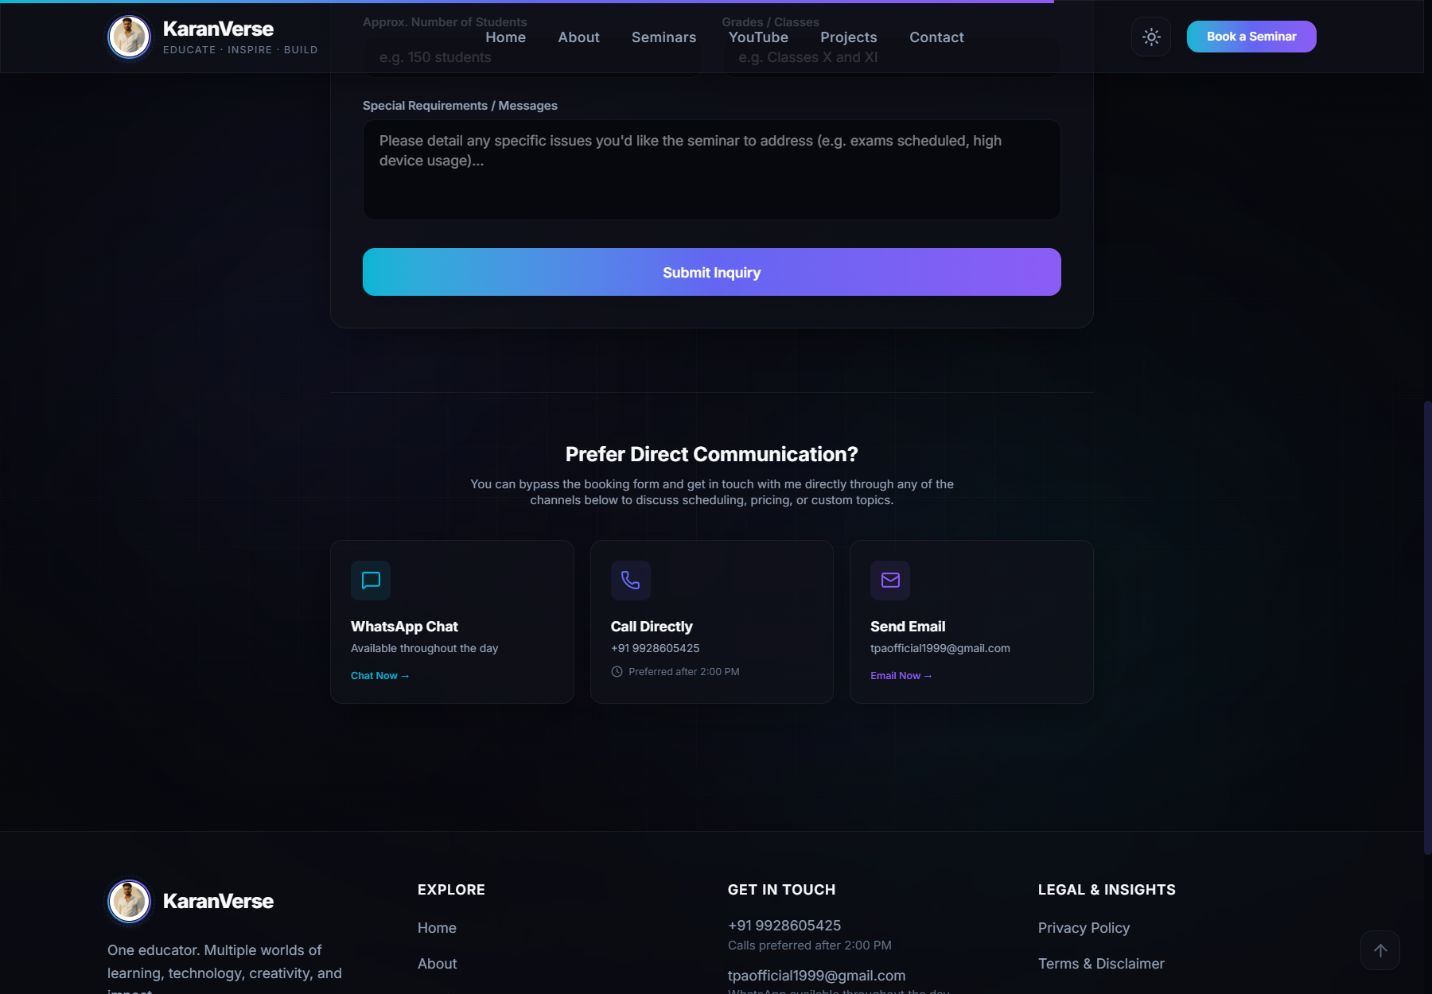 KaranVerse
EDUCATE · INSPIRE · BUILD
Home
About
Seminars
YouTube
Projects
Contact
Book a Seminar
Approx. Number of Students
Grades / Classes
e.g. 150 students
e.g. Classes X and XI
Special Requirements / Messages
Please detail any specific issues you'd like the seminar to address (e.g. exams scheduled, high
device usage)...
Submit Inquiry
Prefer Direct Communication?
You can bypass the booking form and get in touch with me directly through any of the
channels below to discuss scheduling, pricing, or custom topics.
WhatsApp Chat
Available throughout the day
Chat Now →
Call Directly
+91 9928605425
Preferred after 2:00 PM
Send Email
tpaofficial1999@gmail.com
Email Now →
KaranVerse
One educator. Multiple worlds of
learning, technology, creativity, and
impact.
EXPLORE
Home
About
GET IN TOUCH
+91 9928605425
Calls preferred after 2:00 PM
tpaofficial1999@gmail.com
WhatsApp available throughout the day
LEGAL & INSIGHTS
Privacy Policy
Terms & Disclaimer